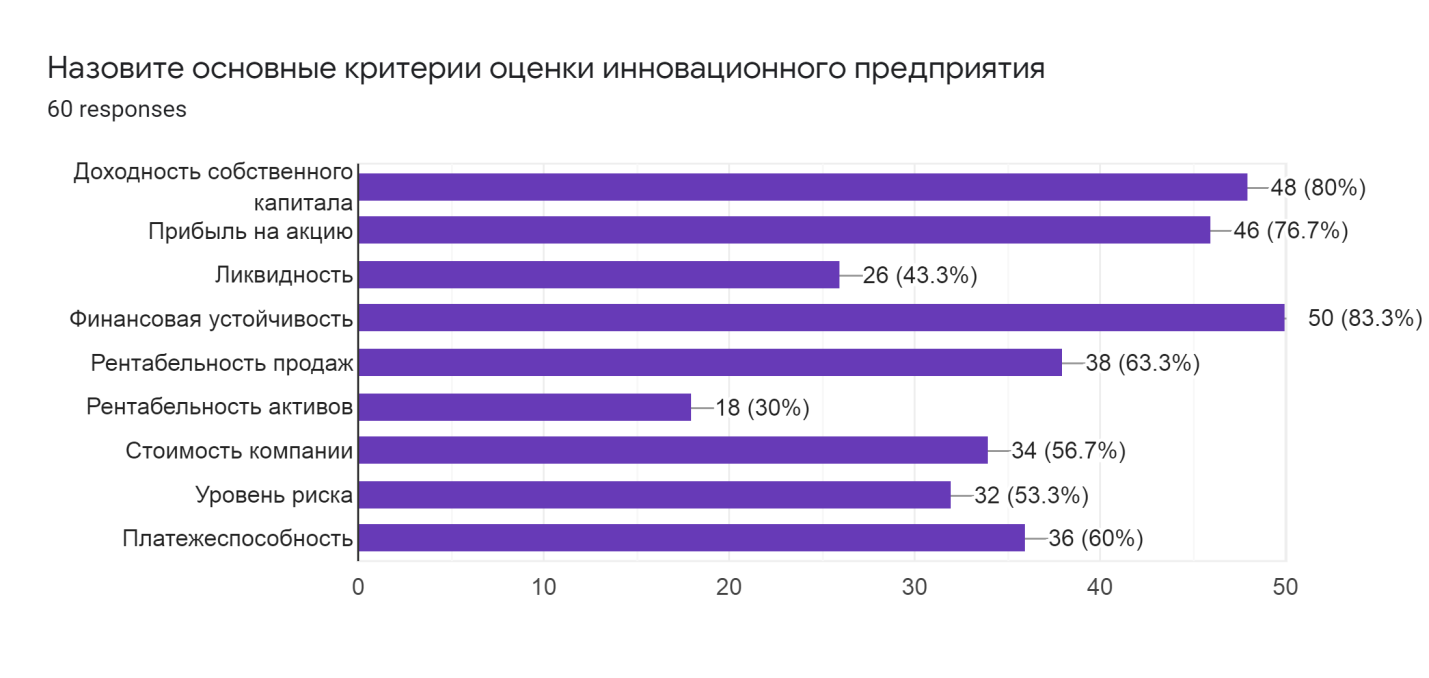 Назовите основные критерии оценки инновационного предприятия
60 responses
Доходность собственного
капитала
48 (80%)
Прибыль на акцию
46 (76.7%)
Ликвидность
26 (43.3%)
Финансовая устойчивость
50 (83.3%)
Рентабельность продаж
38 (63.3%)
Рентабельность активов
18 (30%)
Стоимость компании
34 (56.7%)
Уровень риска
32 (53.3%)
Платежеспособность
36 (60%)
0 10 20 30 40 50